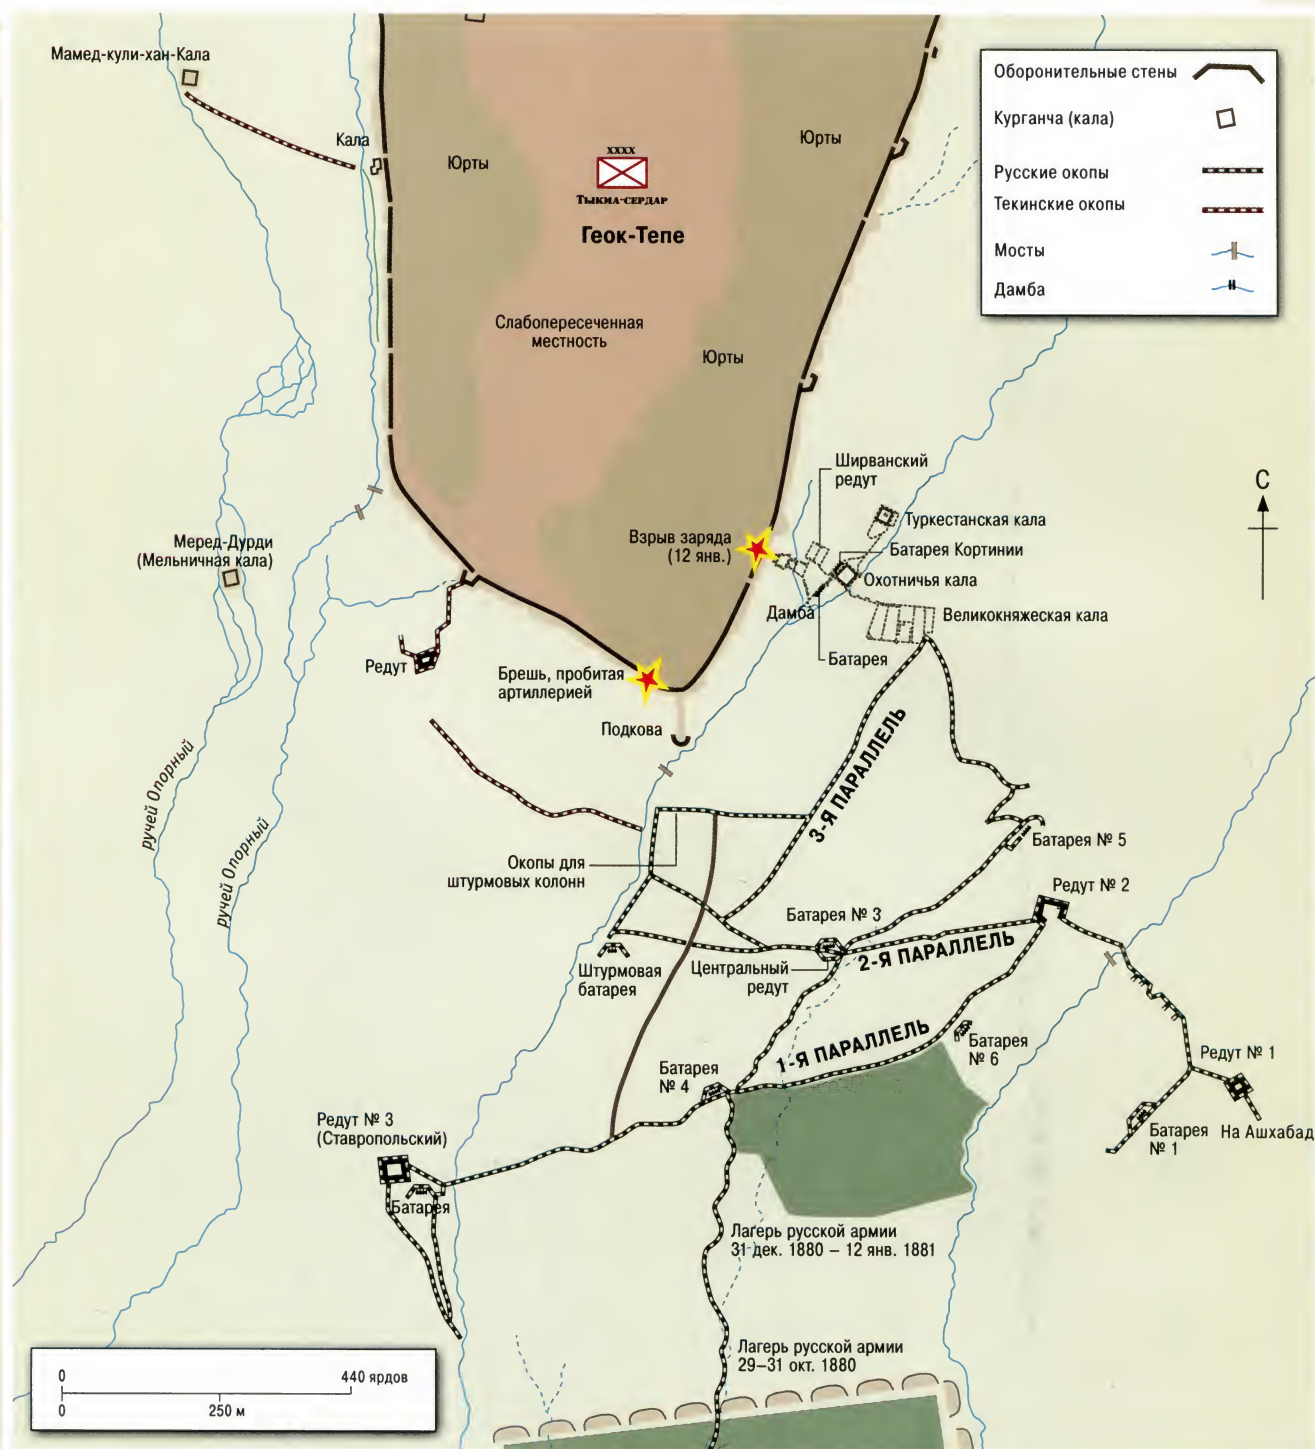 Мамед-кули-хан-Кала
Кала
Юрты
Юрты
XXXX
Тыкма-сердар
Геок-Тепе
Слабопересеченная
местность
Юрты
Оборонительные стены
Курганча (кала)
Русские окопы
Текинские окопы
Мосты
Дамба
С
Ширванский
редут
Туркестанская кала
Батарея Кортинии
Охотничья кала
Великокняжеская кала
Взрыв заряда
(12 янв.)
Дамба
Батарея
Меред-Дурди
(Мельничная кала)
Редут
Брешь, пробитая
артиллерией
Подкова
ручей Опорный
ручей Опорный
3-Я ПАРАЛЛЕЛЬ
Окопы для
штурмовых колонн
Батарея № 5
Редут № 2
Батарея № 3
2-Я ПАРАЛЛЕЛЬ
Центральный
редут
Штурмовая
батарея
1-Я ПАРАЛЛЕЛЬ
Батарея
№ 6
Батарея
№ 4
Редут № 1
Батарея
№ 1
На Ашхабад
Редут № 3
(Ставропольский)
Батарея
Лагерь русской армии
31 дек. 1880 – 12 янв. 1881
Лагерь русской армии
29–31 окт. 1880
0
440 ярдов
0
250 м